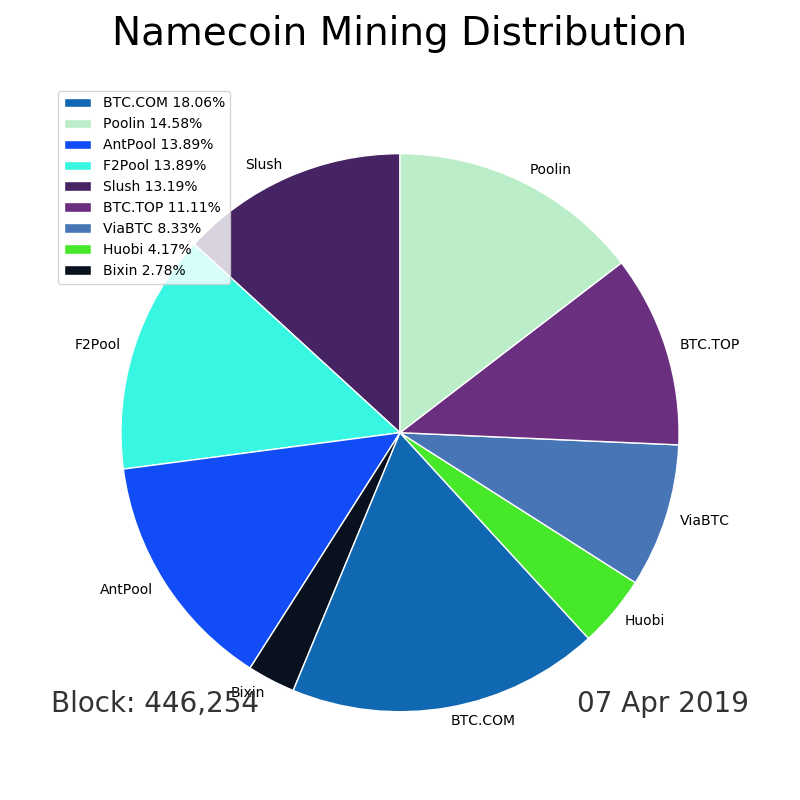 Namecoin Mining Distribution
BTC.COM 18.06%
Poolin 14.58%
AntPool 13.89%
F2Pool 13.89%
Slush 13.19%
BTC.TOP 11.11%
ViaBTC 8.33%
Huobi 4.17%
Bixin 2.78%
Slush
Poolin
F2Pool
BTC.TOP
ViaBTC
AntPool
Huobi
Bixin
BTC.COM
Block: 446,254
07 Apr 2019